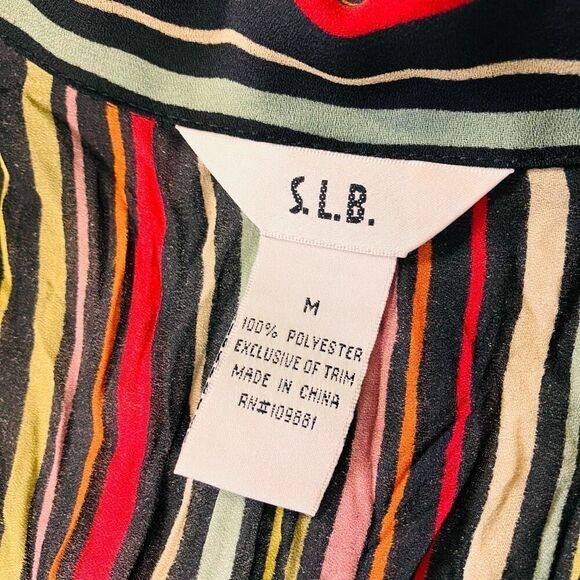 S.L.B.
M
100% POLYESTER
EXCLUSIVE OF TRIM
MADE IN CHINA
RN#109881